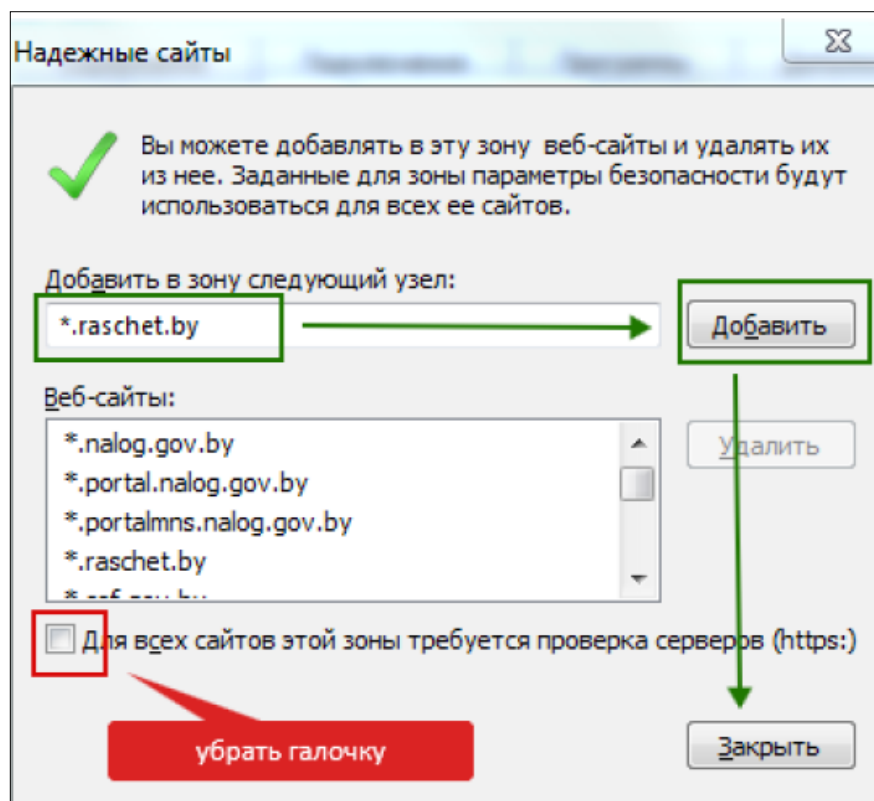 Надежные сайты
Вы можете добавлять в эту зону веб-сайты и удалять их
из нее. Заданные для зоны параметры безопасности будут
использоваться для всех ее сайтов.
Добавить в зону следующий узел:
*.raschet.by
Добавить
Веб-сайты:
*.nalog.gov.by
*.portal.nalog.gov.by
*.portalmns.nalog.gov.by
*.raschet.by
Удалить
Для всех сайтов этой зоны требуется проверка серверов (https:)
убрать галочку
Закрыть